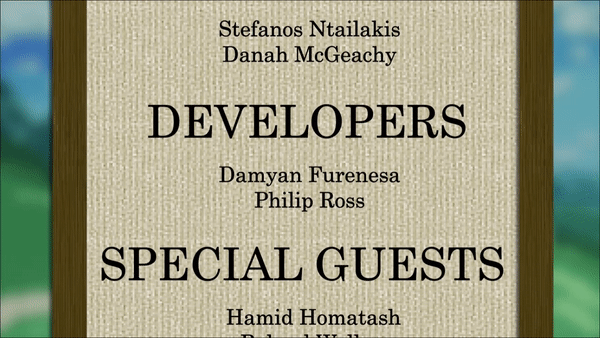 Stefanos Ntailakis
Danah McGeachy
DEVELOPERS
Damyan Furenesa
Philip Ross
SPECIAL GUESTS
Hamid Homatash